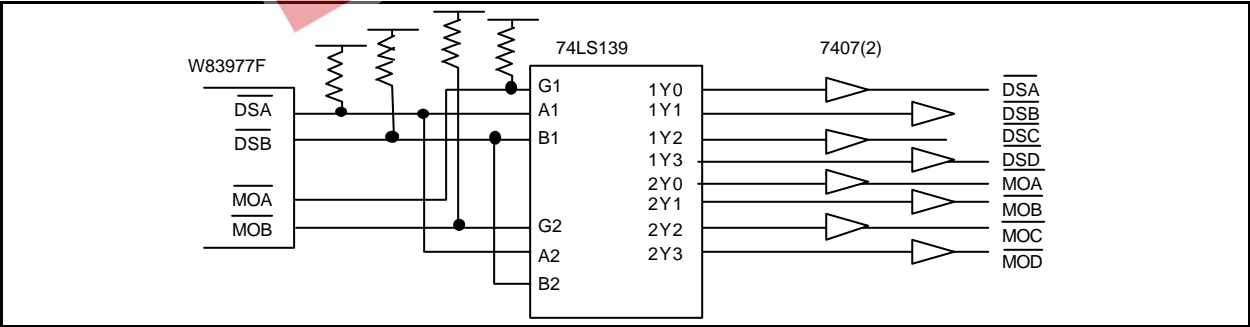 74LS139
7407(2)
W83977F
DSA
DSB
MOA
MOB
G1
A1
B1
G2
A2
B2
1Y0
1Y1
1Y2
1Y3
2Y0
2Y1
2Y2
2Y3
DSA
DSB
DSC
DSD
MOA
MOB
MOC
MOD